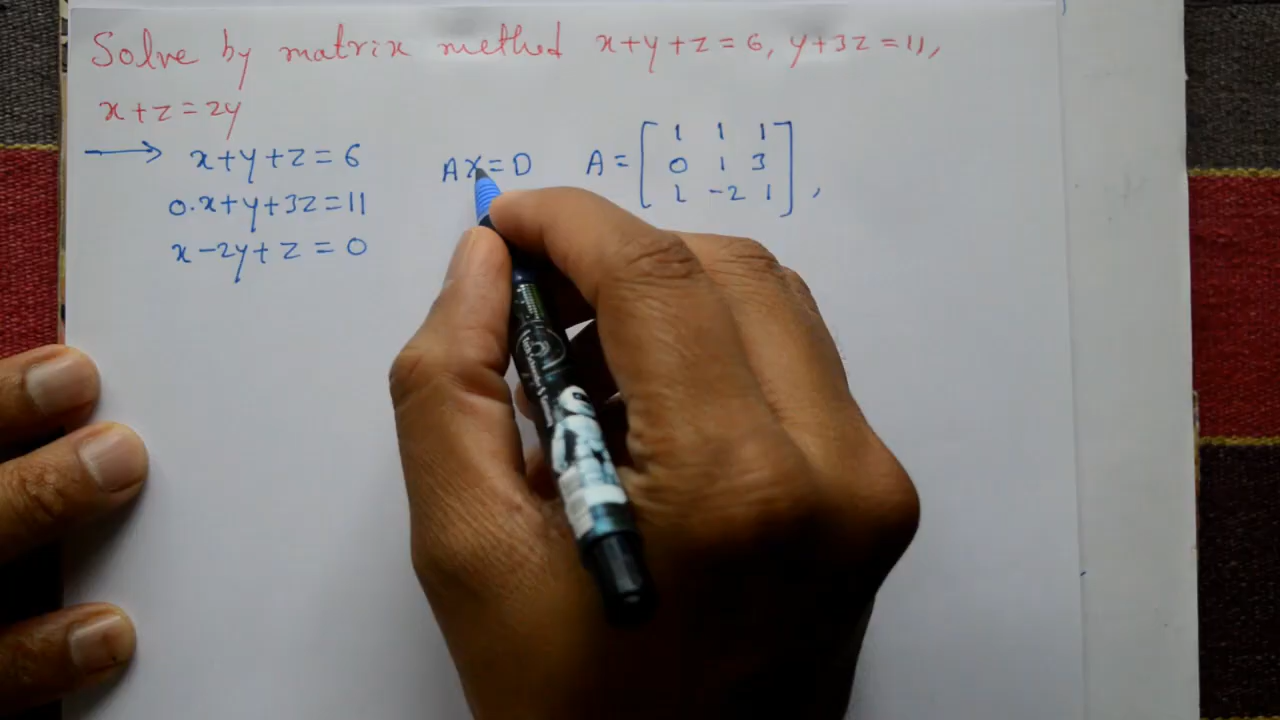 Solve by matrix method x+y+z=6, y+3z=11,
x+z=2y
x+y+z=6
0.x+y+3z=11
x-2y+z=0
AX=D
A = [ 1 1 1
0 1 3
1 -2 1 ] ,